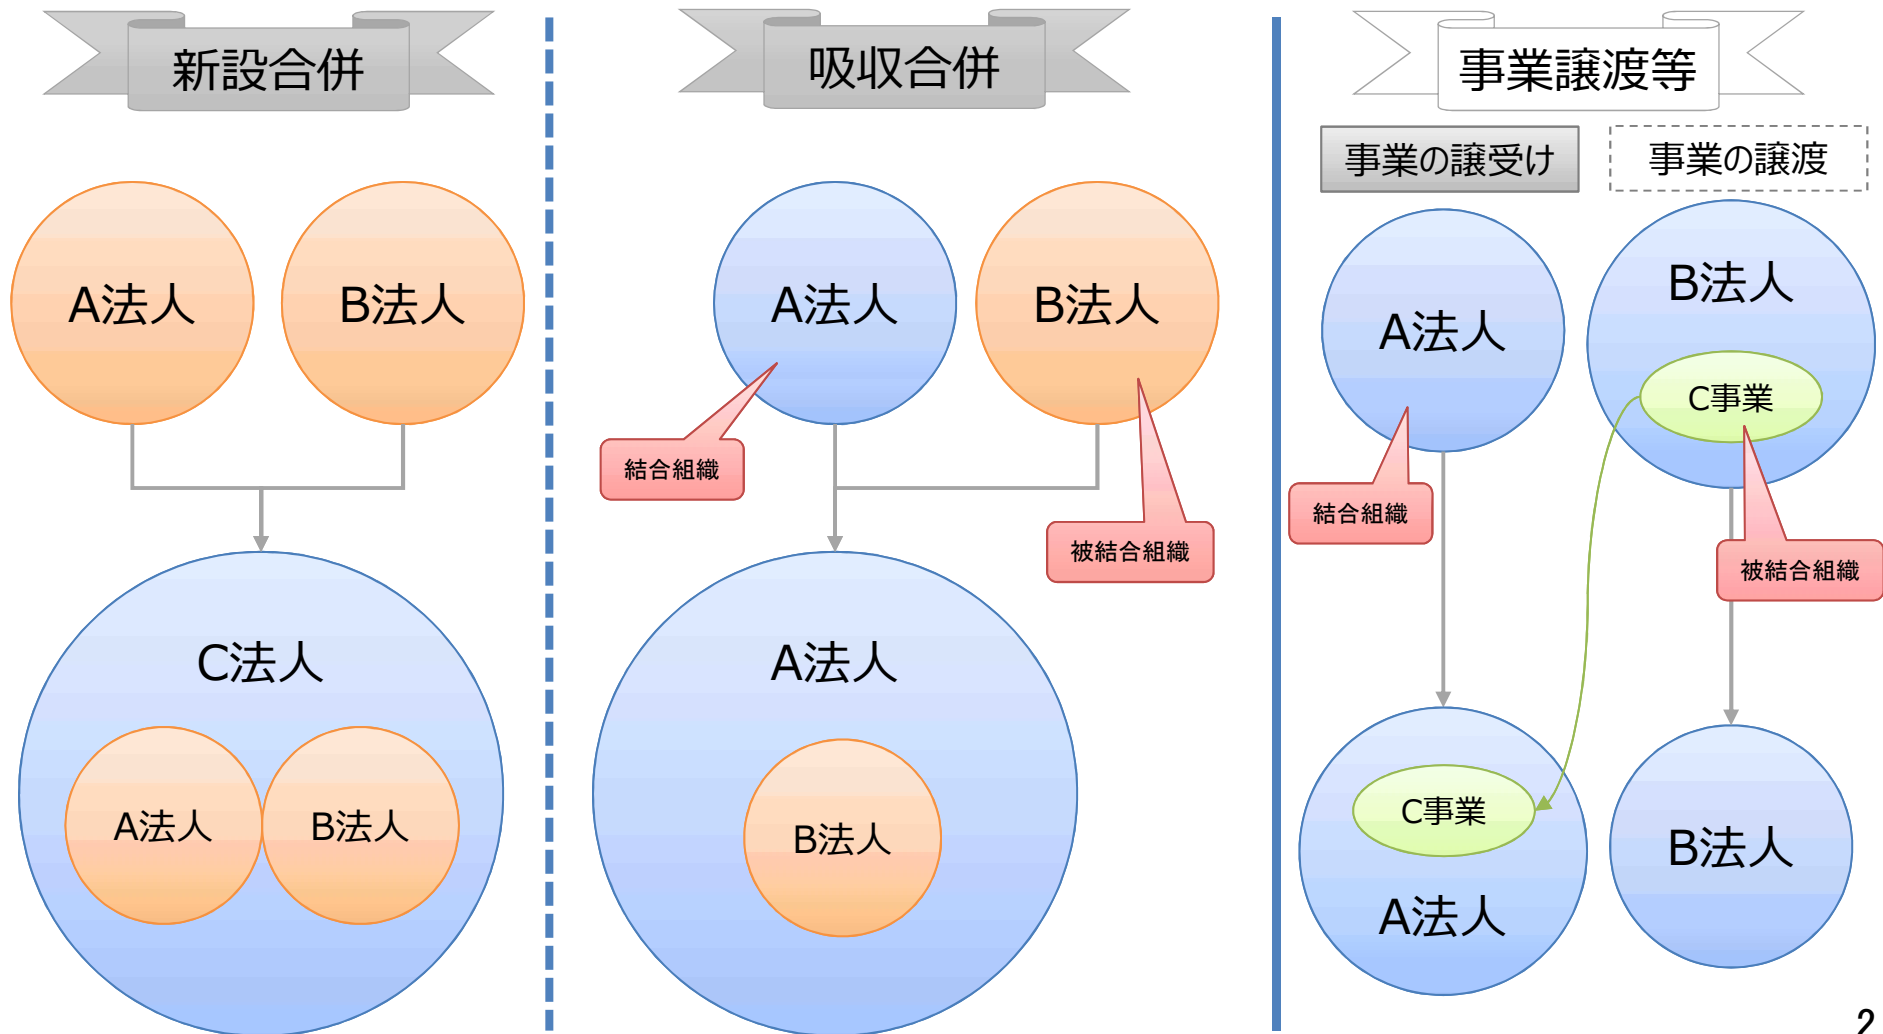 新設合併
A法人
B法人
C法人
A法人
B法人
吸収合併
A法人
B法人
結合組織
被結合組織
A法人
B法人
事業譲渡等
事業の譲受け
事業の譲渡
A法人
B法人
C事業
結合組織
被結合組織
C事業
A法人
B法人
2